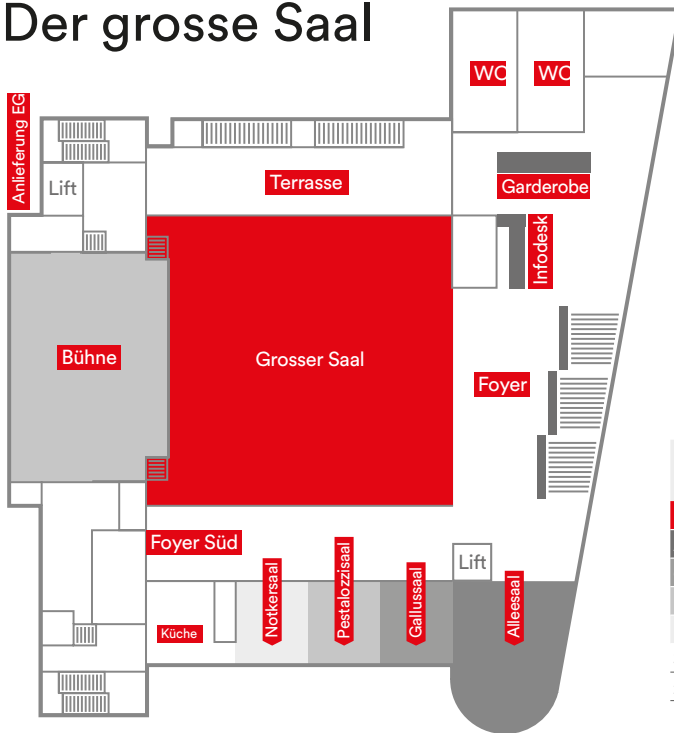 Der grosse Saal
WC
WC
Anlieferung EG
Lift
Terrasse
Garderobe
Infodesk
Bühne
Grosser Saal
Foyer
Foyer Süd
Lift
Notkersaal
Pestalozzisaal
Gallussaal
Alleesaal
Küche